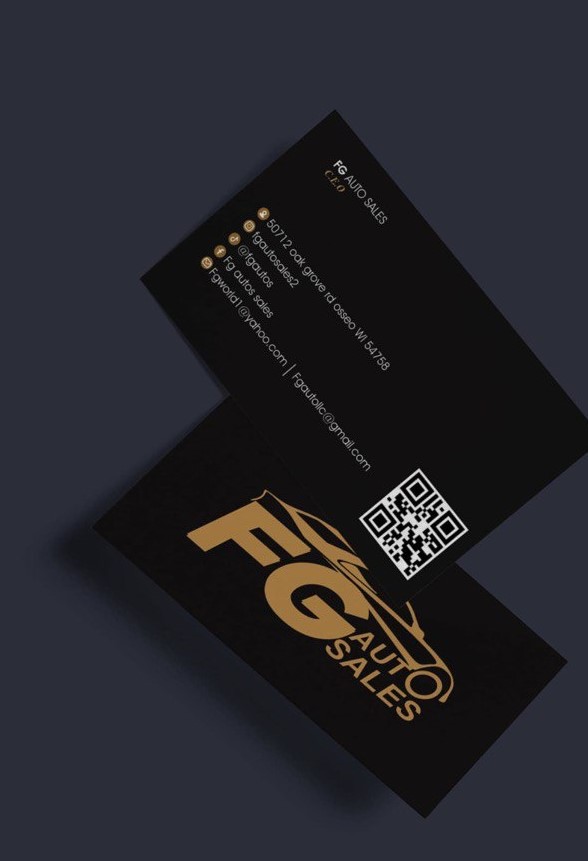 FG AUTO SALES
C.E.O
50712 oak grove rd osseo WI 54758
fgautosales2
@fgautos
Fg autos sales
Fgworld1@yahoo.com | Fgautollc@gmail.com
FG
AUTO
SALES